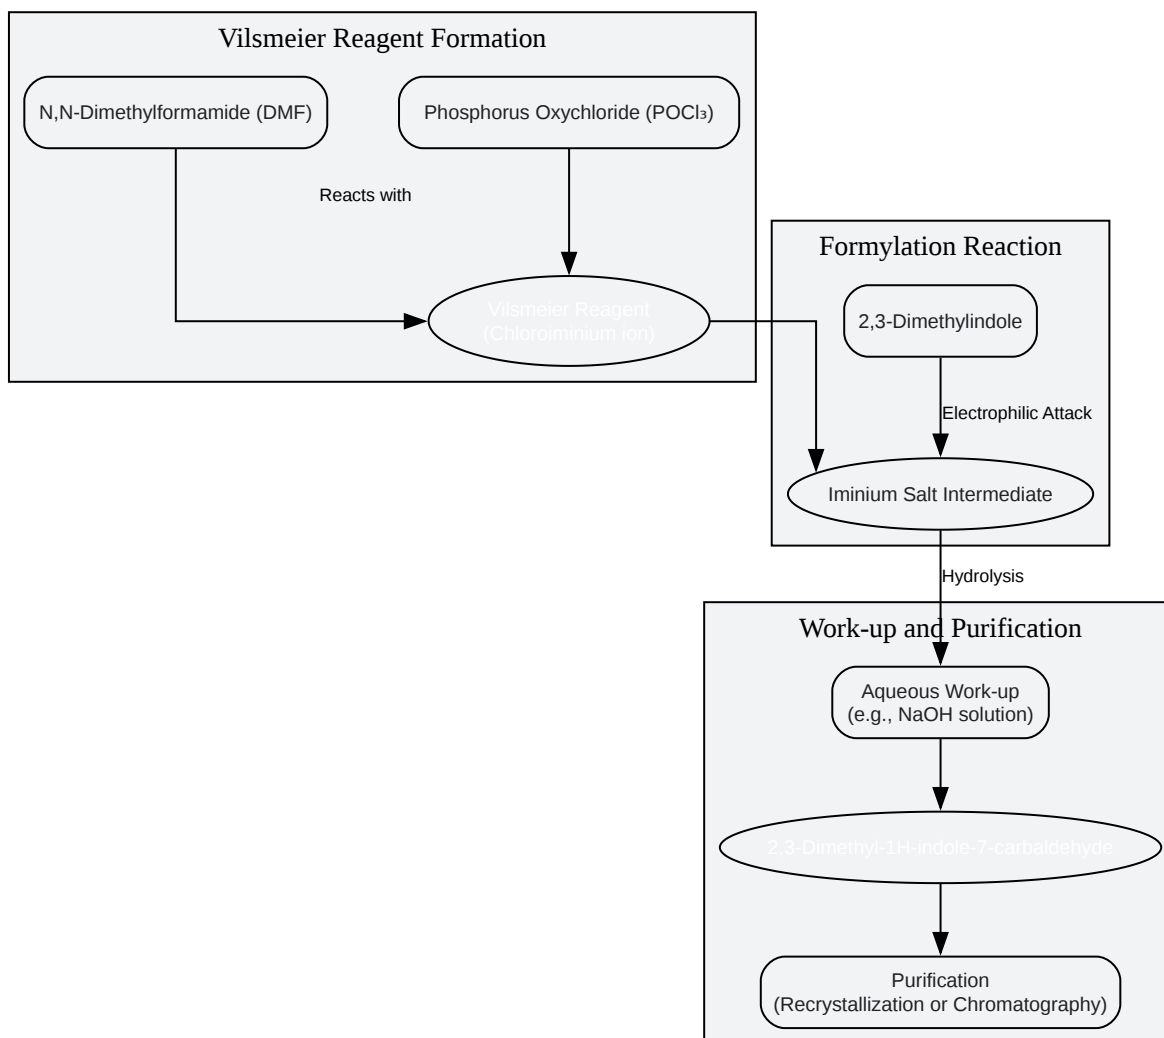 Vilsmeier Reagent Formation
N,N-Dimethylformamide (DMF)
Phosphorus Oxychloride (POCl₃)
Reacts with
Vilsmeier Reagent
(Chloroiminium ion)
Formylation Reaction
2,3-Dimethylindole
Electrophilic Attack
Iminium Salt Intermediate
Hydrolysis
Work-up and Purification
Aqueous Work-up
(e.g., NaOH solution)
2,3-Dimethyl-1H-indole-7-carbaldehyde
Purification
(Recrystallization or Chromatography)